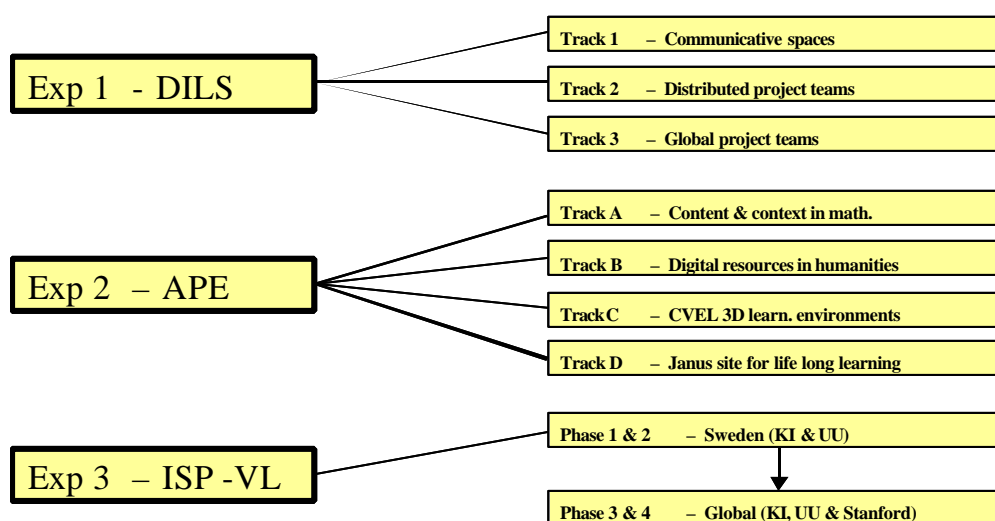 Exp 1 - DILS
Track 1 – Communicative spaces
Track 2 – Distributed project teams
Track 3 – Global project teams
Exp 2 – APE
Track A – Content & context in math.
Track B – Digital resources in humanities
Track C – CVEL 3D learn. environments
Track D – Janus site for life long learning
Exp 3 – ISP -VL
Phase 1 & 2 – Sweden (KI & UU)
Phase 3 & 4 – Global (KI, UU & Stanford)